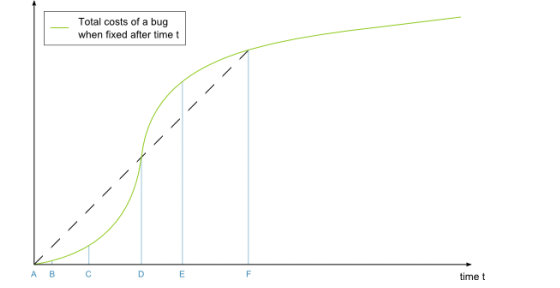 Total costs of a bug
when fixed after time t
A B C D E F
time t